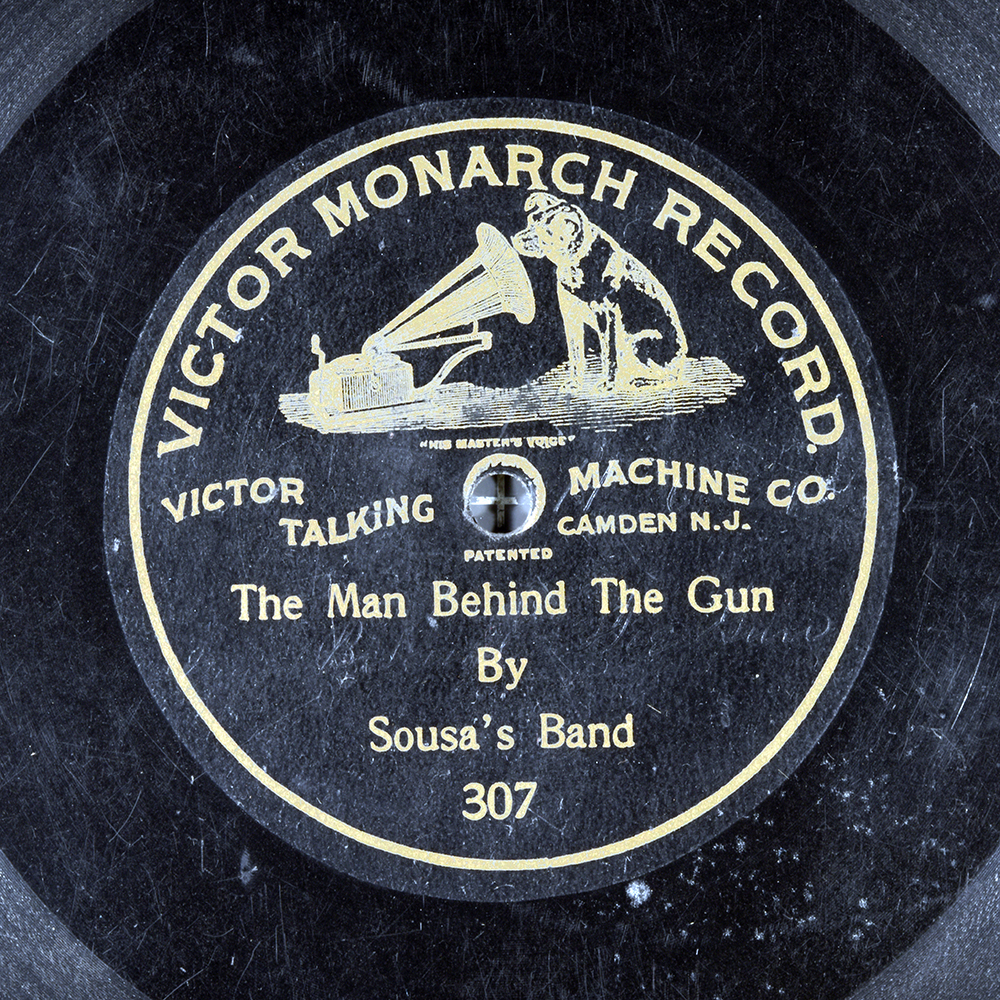 VICTOR MONARCH RECORD.
"HIS MASTER'S VOICE"
VICTOR TALKING MACHINE CO.
CAMDEN N.J.
PATENTED
The Man Behind The Gun
By
Sousa's Band
307